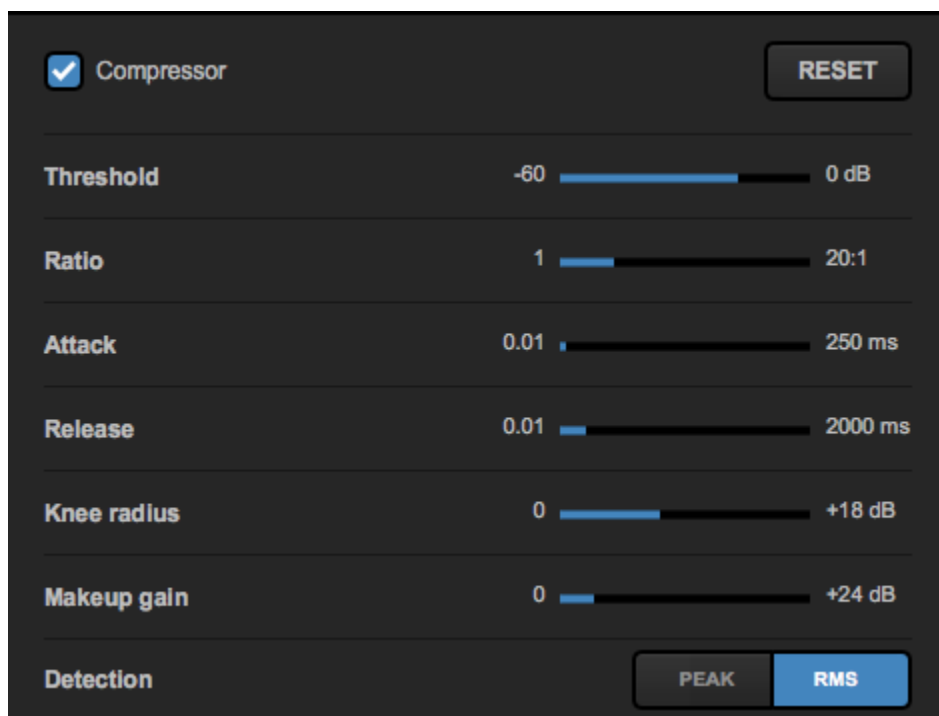 Compressor RESET
Threshold -60 0 dB
Ratio 1 20:1
Attack 0.01 250 ms
Release 0.01 2000 ms
Knee radius 0 +18 dB
Makeup gain 0 +24 dB
Detection PEAK RMS